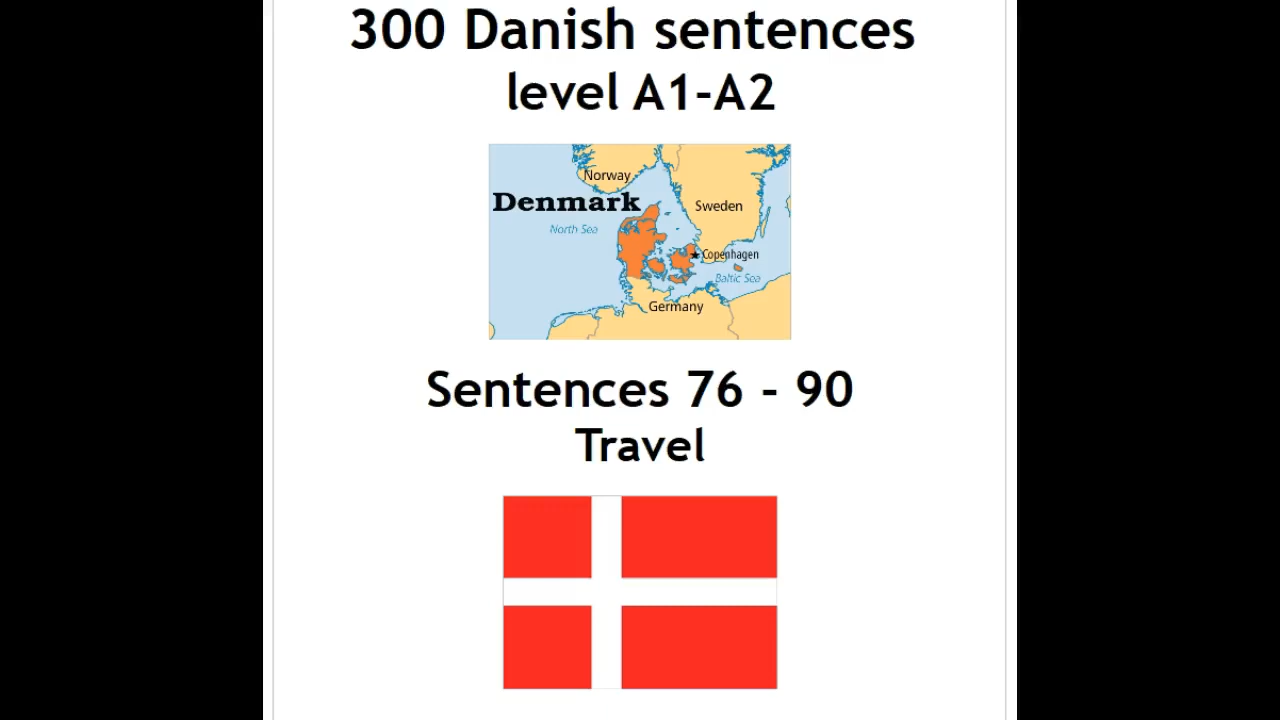 300 Danish sentences
level A1-A2
Norway
Denmark
Sweden
North Sea
Copenhagen
Baltic Sea
Germany
Sentences 76 - 90
Travel